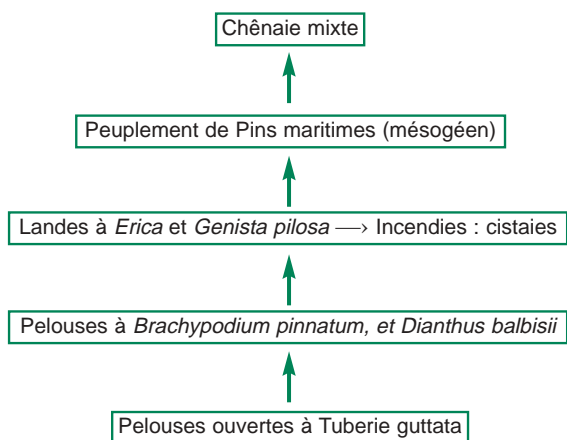 Chênaie mixte
Peuplement de Pins maritimes (mésogéen)
Landes à Erica et Genista pilosa —> Incendies : cistaies
Pelouses à Brachypodium pinnatum, et Dianthus balbisii
Pelouses ouvertes à Tuberie guttata